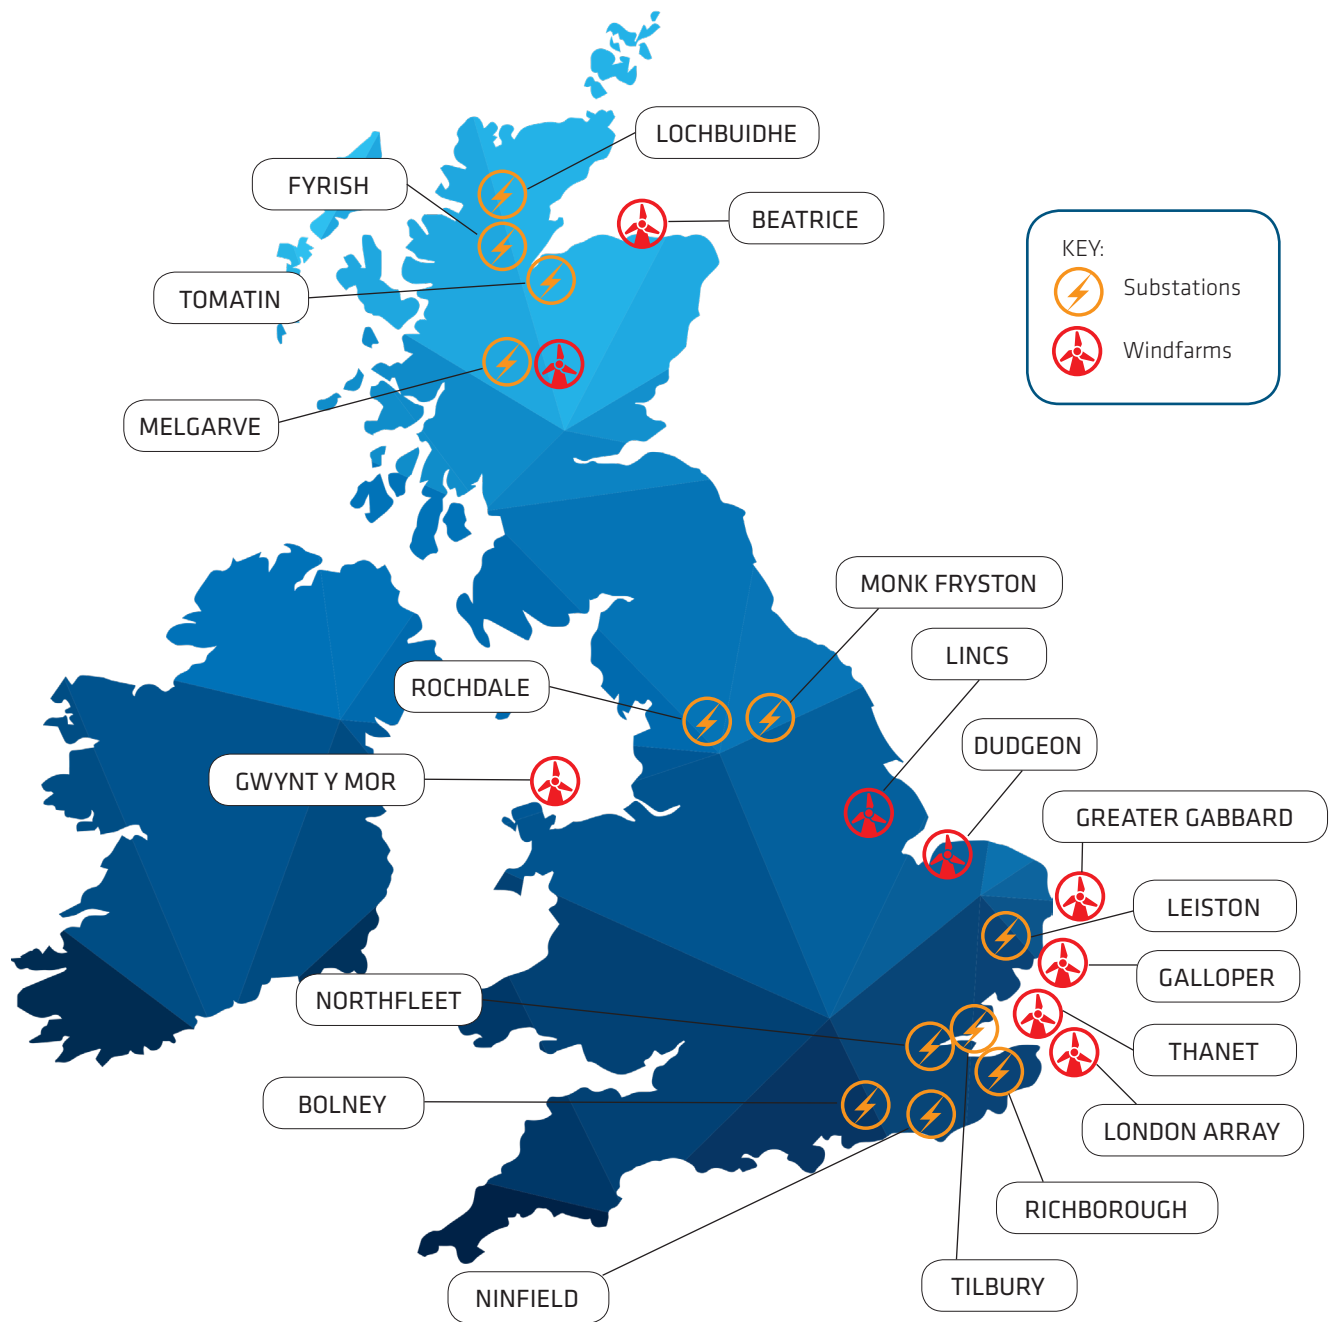 LOCHBUIDHE
FYRISH
BEATRICE
KEY:
Substations
Windfarms
TOMATIN
MELGARVE
MONK FRYSTON
LINCS
ROCHDALE
DUDGEON
GWYNT Y MOR
GREATER GABBARD
LEISTON
GALLOPER
NORTHFLEET
THANET
BOLNEY
LONDON ARRAY
RICHBOROUGH
TILBURY
NINFIELD